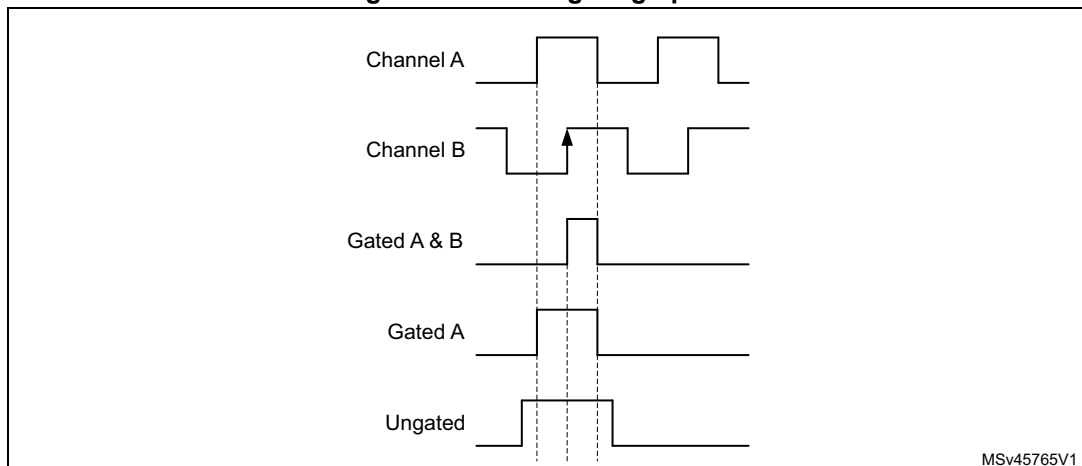 Channel A
Channel B
Gated A & B
Gated A
Ungated
MSv45765V1